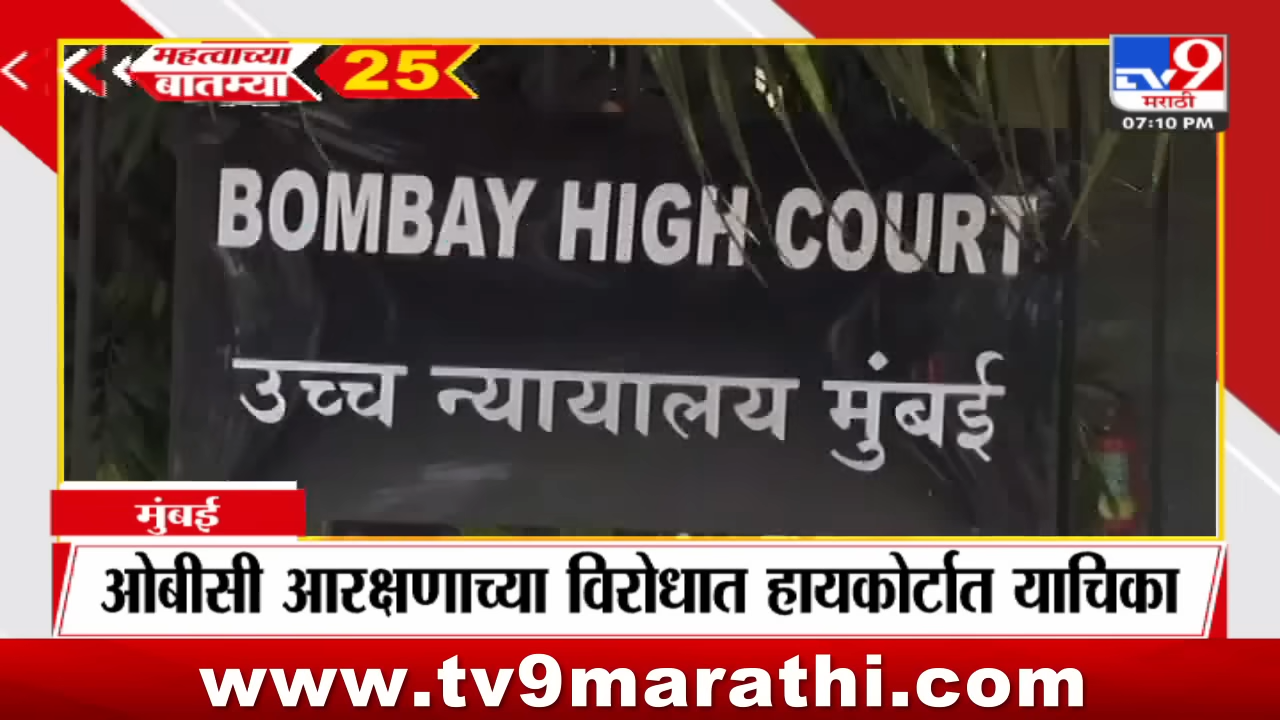 महत्वाच्या
बातम्या
25
TV9
मराठी
07:10 PM
BOMBAY HIGH COURT
उच्च न्यायालय मुंबई
मुंबई
ओबीसी आरक्षणाच्या विरोधात हायकोर्टात याचिका
www.tv9marathi.com